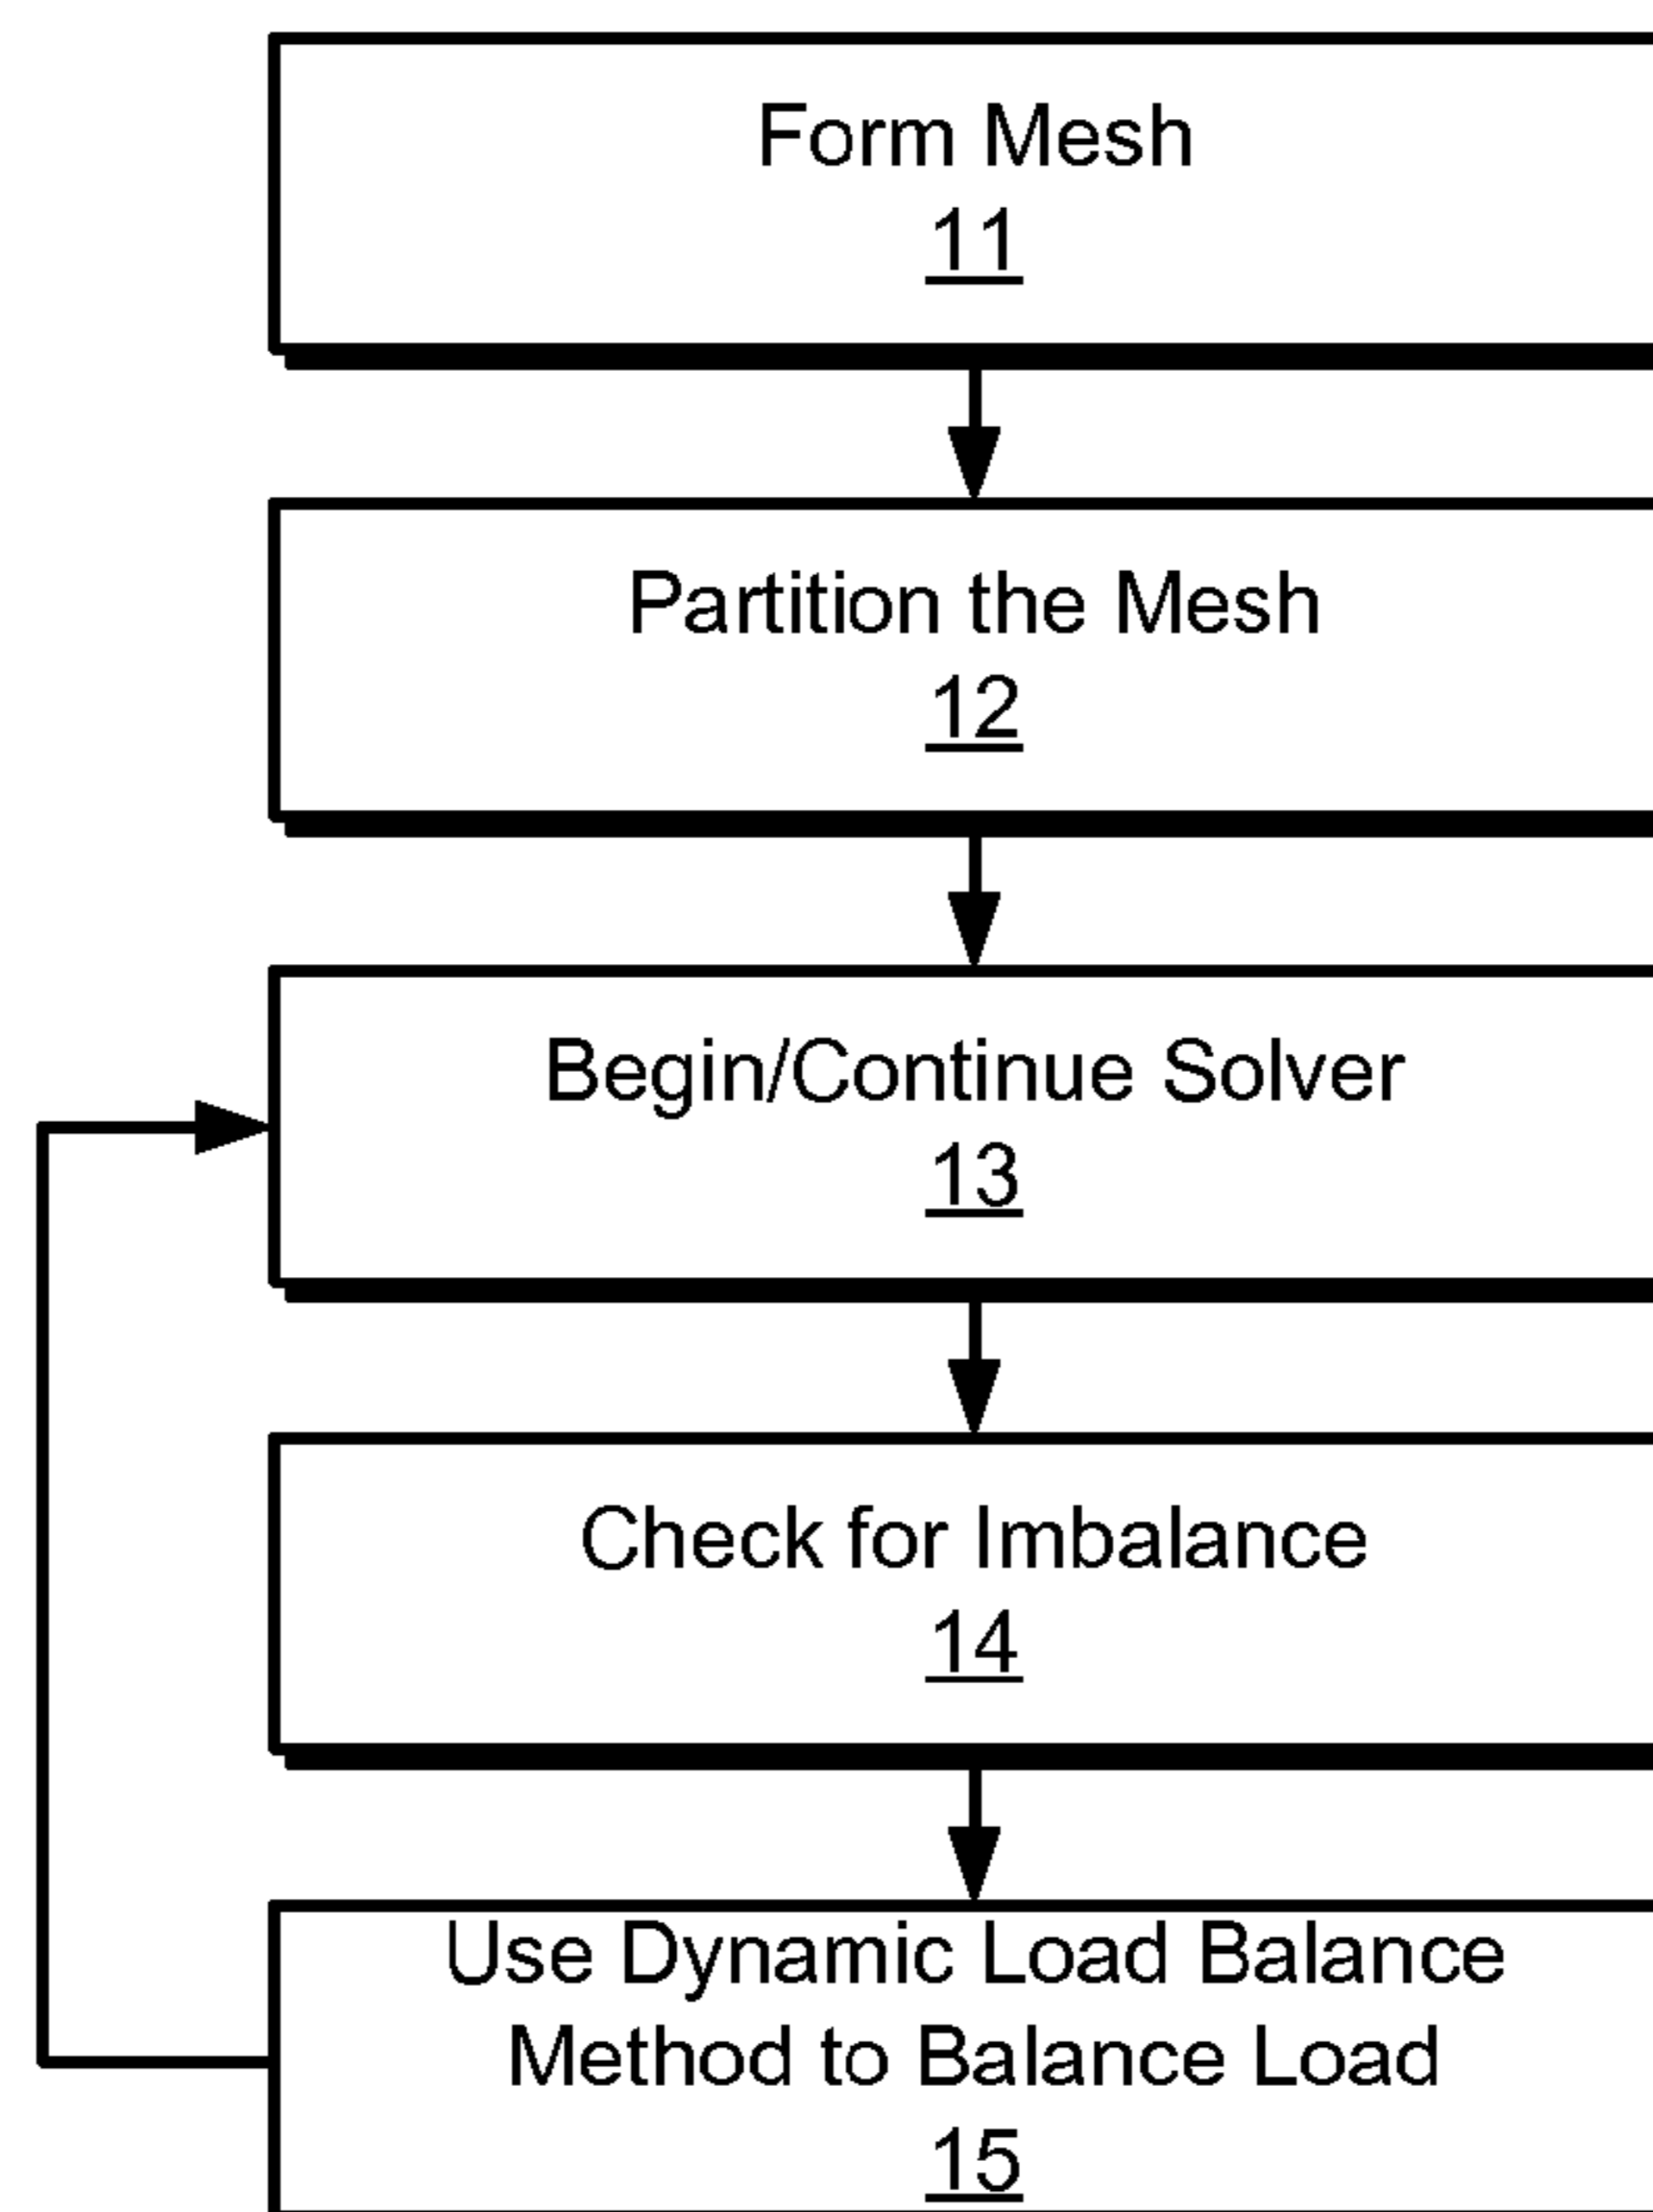 Form Mesh
11
Partition the Mesh
12
Begin/Continue Solver
13
Check for Imbalance
14
Use Dynamic Load Balance
Method to Balance Load
15